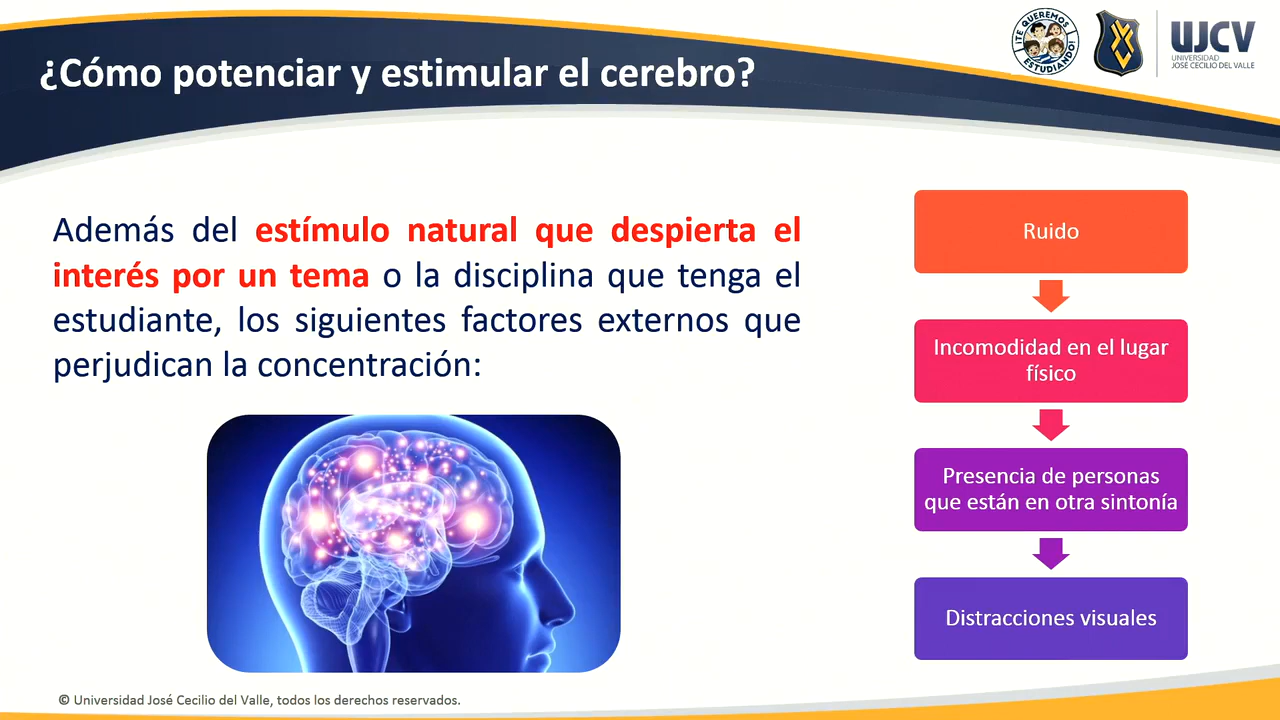 ¿Cómo potenciar y estimular el cerebro?
¡TE QUEREMOS
ESTUDIANDO!
UJCV
UNIVERSIDAD
JOSÉ CECILIO DEL VALLE
Además del estímulo natural que despierta el
interés por un tema o la disciplina que tenga el
estudiante, los siguientes factores externos que
perjudican la concentración:
Ruido
Incomodidad en el lugar
físico
Presencia de personas
que están en otra sintonía
Distracciones visuales
© Universidad José Cecilio del Valle, todos los derechos reservados.